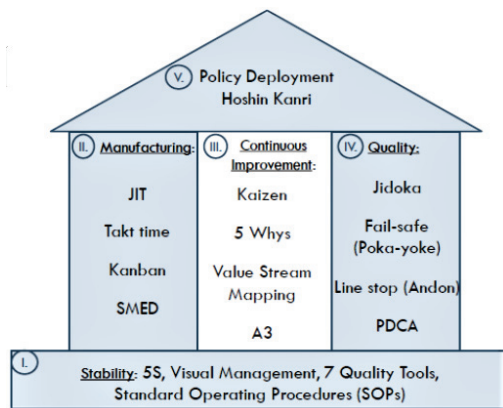 V. Policy Deployment
Hoshin Kanri
II. Manufacturing:
JIT
Takt time
Kanban
SMED
III. Continuous
Improvement:
Kaizen
5 Whys
Value Stream
Mapping
A3
IV. Quality:
Jidoka
Fail-safe
(Poka-yoke)
Line stop (Andon)
PDCA
I.
Stability: 5S, Visual Management, 7 Quality Tools,
Standard Operating Procedures (SOPs)